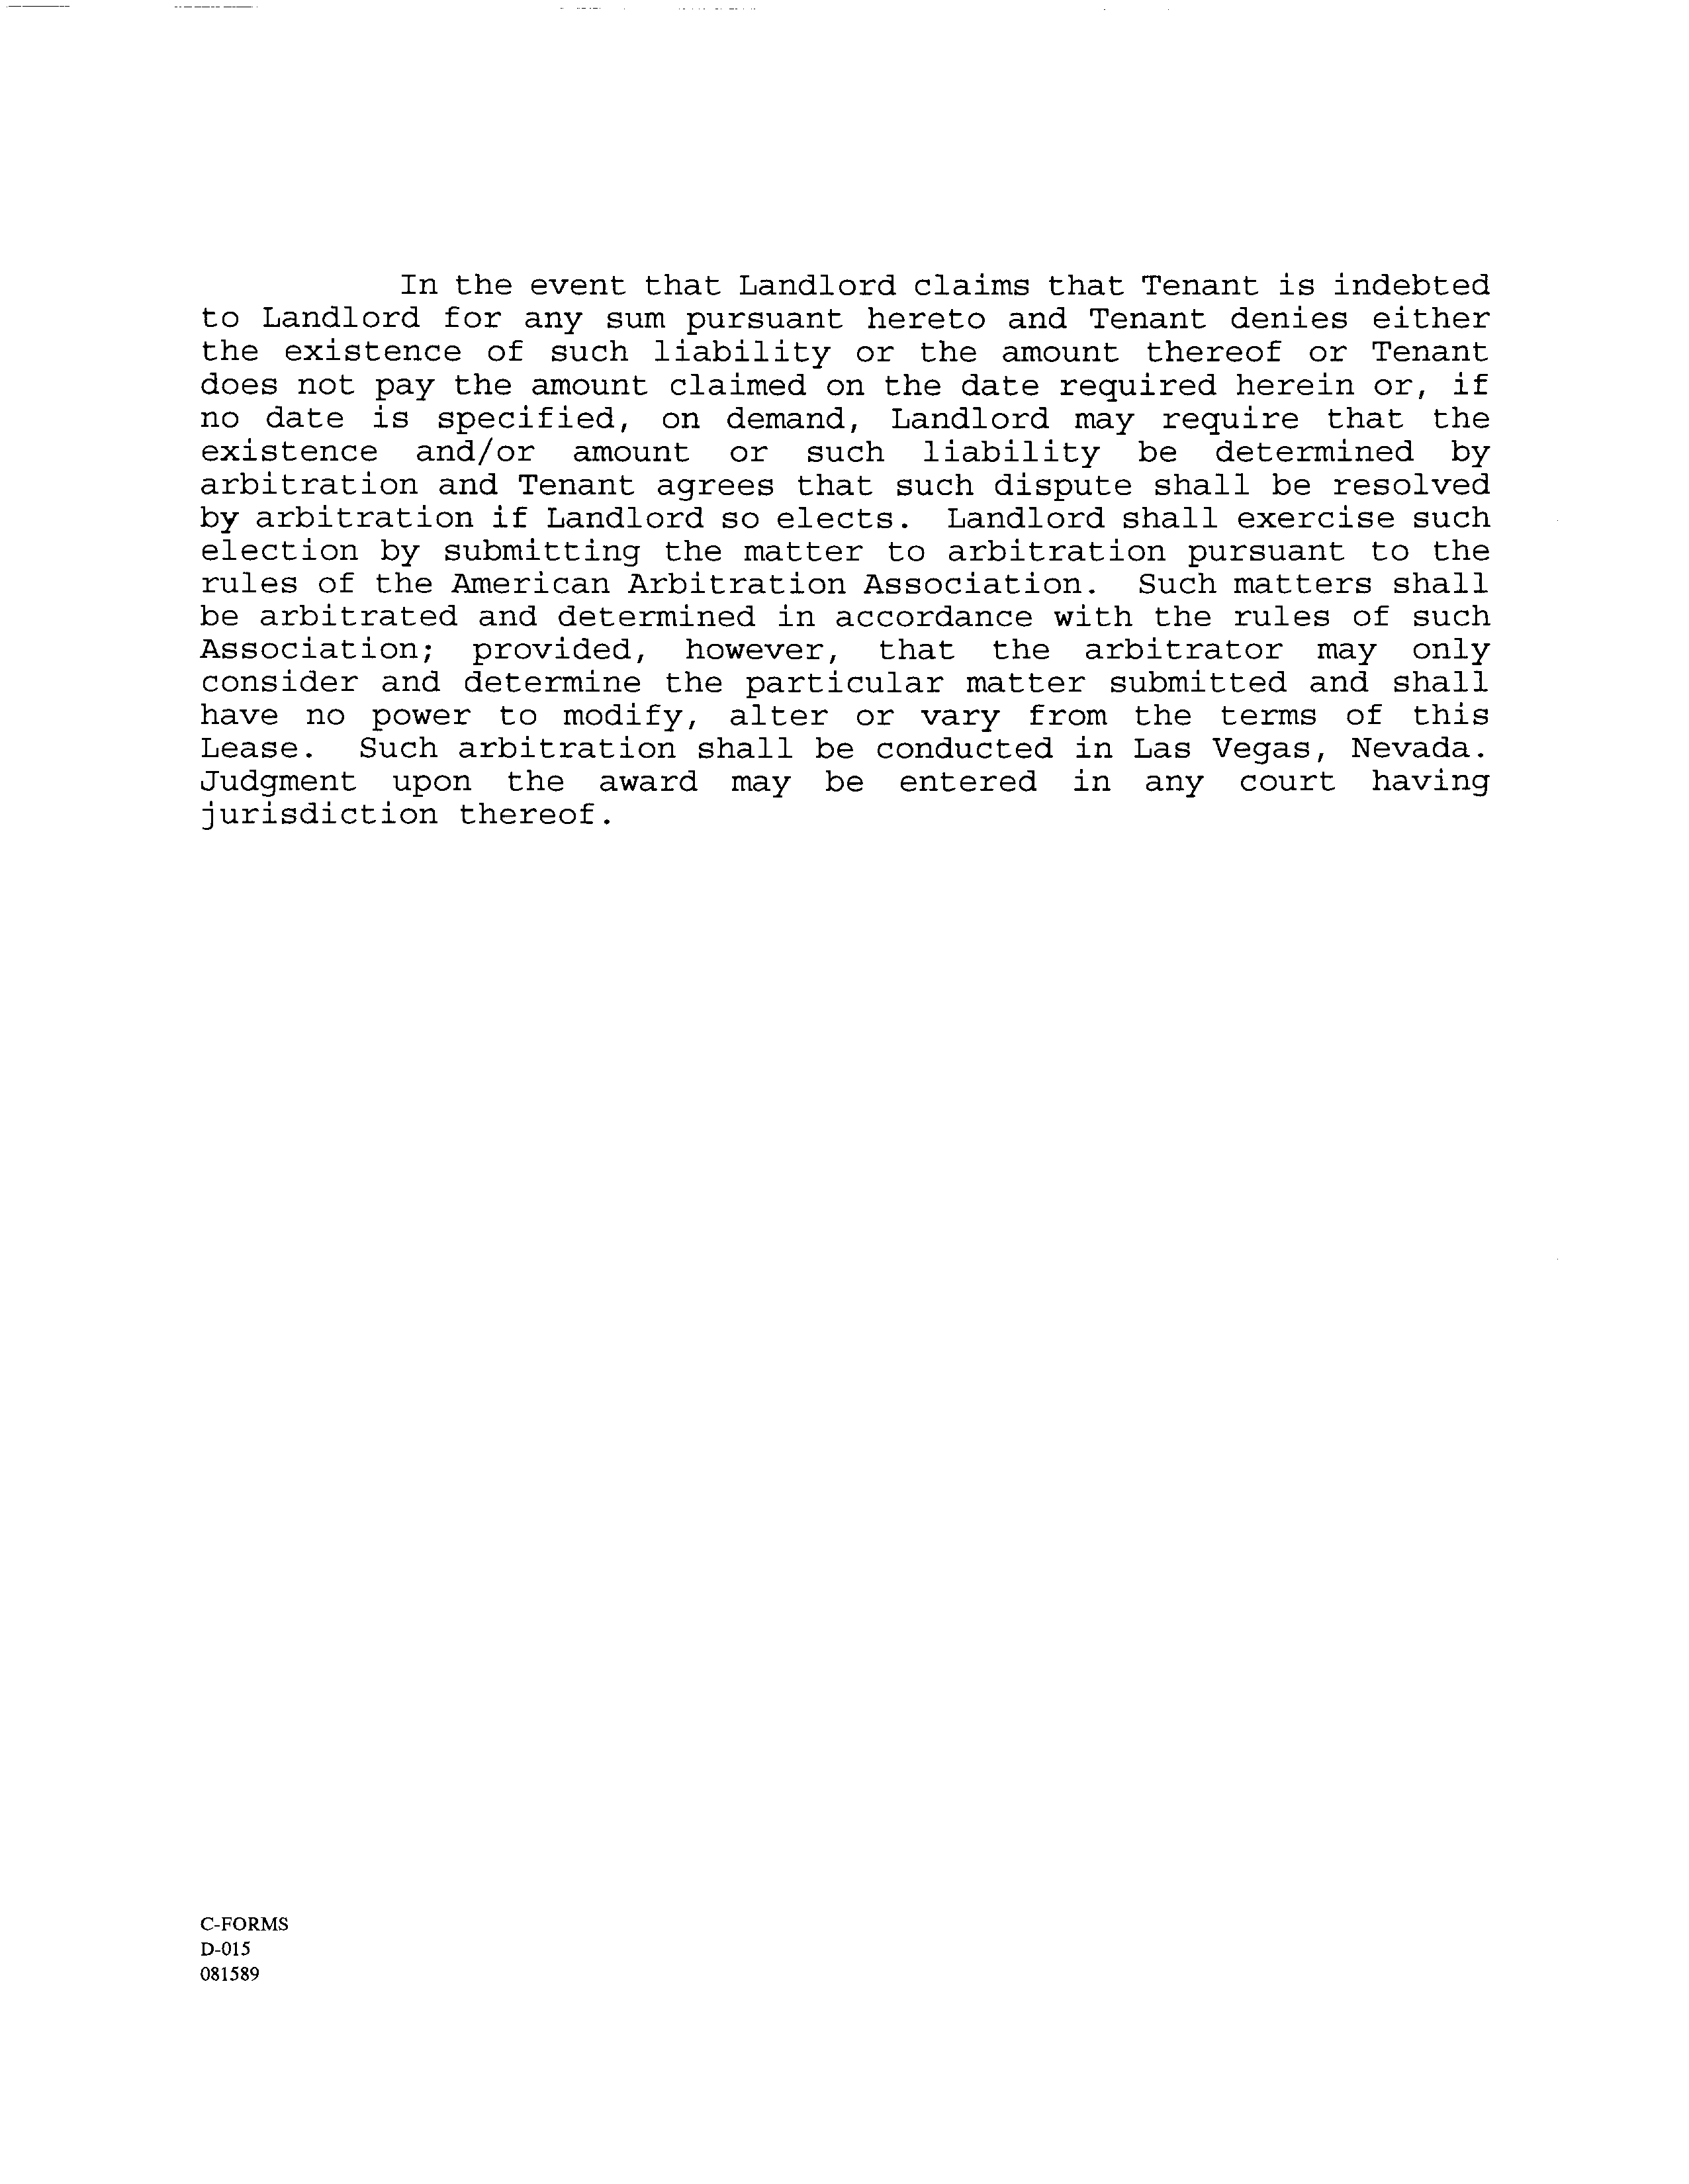 In the event that Landlord claims that Tenant is indebted
to Landlord for any sum pursuant hereto and Tenant denies either
the existence of such liability or the amount thereof or Tenant
does not pay the amount claimed on the date required herein or, if
no date is specified, on demand, Landlord may require that the
existence and/or amount or such liability be determined by
arbitration and Tenant agrees that such dispute shall be resolved
by arbitration if Landlord so elects. Landlord shall exercise such
election by submitting the matter to arbitration pursuant to the
rules of the American Arbitration Association. Such matters shall
be arbitrated and determined in accordance with the rules of such
Association; provided, however, that the arbitrator may only
consider and determine the particular matter submitted and shall
have no power to modify, alter or vary from the terms of this
Lease. Such arbitration shall be conducted in Las Vegas, Nevada.
Judgment upon the award may be entered in any court having
jurisdiction thereof.
C-FORMS
D-015
081589